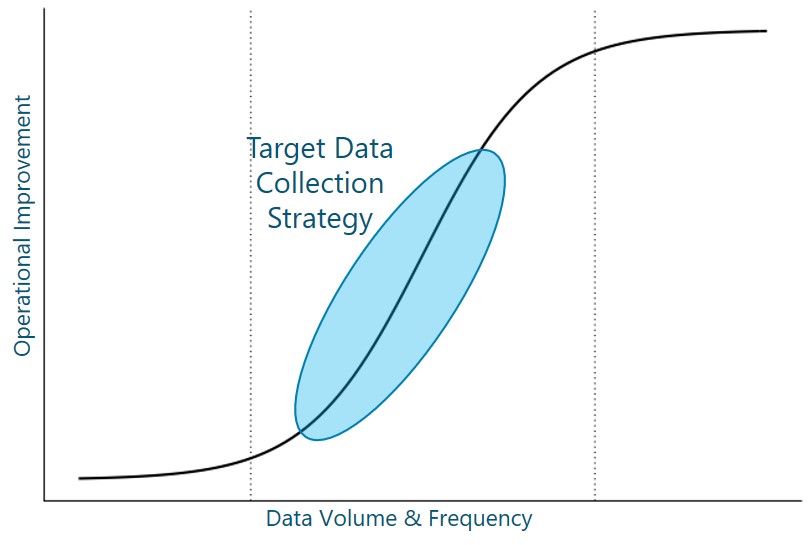 Operational Improvement
Target Data
Collection
Strategy
Data Volume & Frequency